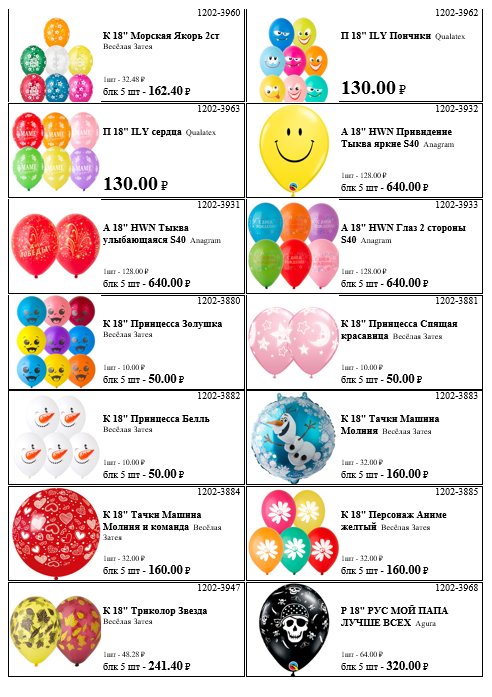 1202-3960
К 18" Морская Якорь 2ст
Весёлая Затея
1шт - 32.48 ₽
блк 5 шт - 162.40 ₽
1202-3962
П 18" ILY Пончики Qualatex
130.00 ₽
1202-3963
П 18" ILY сердца Qualatex
130.00 ₽
1202-3932
А 18" HWN Привидение
Тыква яркие S40 Anagram
1шт - 128.00 ₽
блк 5 шт - 640.00 ₽
1202-3931
А 18" HWN Тыква
улыбающаяся S40 Anagram
1шт - 128.00 ₽
блк 5 шт - 640.00 ₽
1202-3933
А 18" HWN Глаз 2 стороны
S40 Anagram
1шт - 128.00 ₽
блк 5 шт - 640.00 ₽
1202-3880
К 18" Принцесса Золушка
Весёлая Затея
1шт - 10.00 ₽
блк 5 шт - 50.00 ₽
1202-3881
К 18" Принцесса Спящая
красавица Весёлая Затея
1шт - 10.00 ₽
блк 5 шт - 50.00 ₽
1202-3882
К 18" Принцесса Белль
Весёлая Затея
1шт - 10.00 ₽
блк 5 шт - 50.00 ₽
1202-3883
К 18" Тачки Машина
Молния Весёлая Затея
1шт - 32.00 ₽
блк 5 шт - 160.00 ₽
1202-3884
К 18" Тачки Машина
Молния и команда Весёлая
Затея
1шт - 32.00 ₽
блк 5 шт - 160.00 ₽
1202-3885
К 18" Персонаж Аниме
желтый Весёлая Затея
1шт - 32.00 ₽
блк 5 шт - 160.00 ₽
1202-3947
К 18" Триколор Звезда
Весёлая Затея
1шт - 48.28 ₽
блк 5 шт - 241.40 ₽
1202-3968
Р 18" РУС МОЙ ПАПА
ЛУЧШЕ ВСЕХ Agura
1шт - 64.00 ₽
блк 5 шт - 320.00 ₽